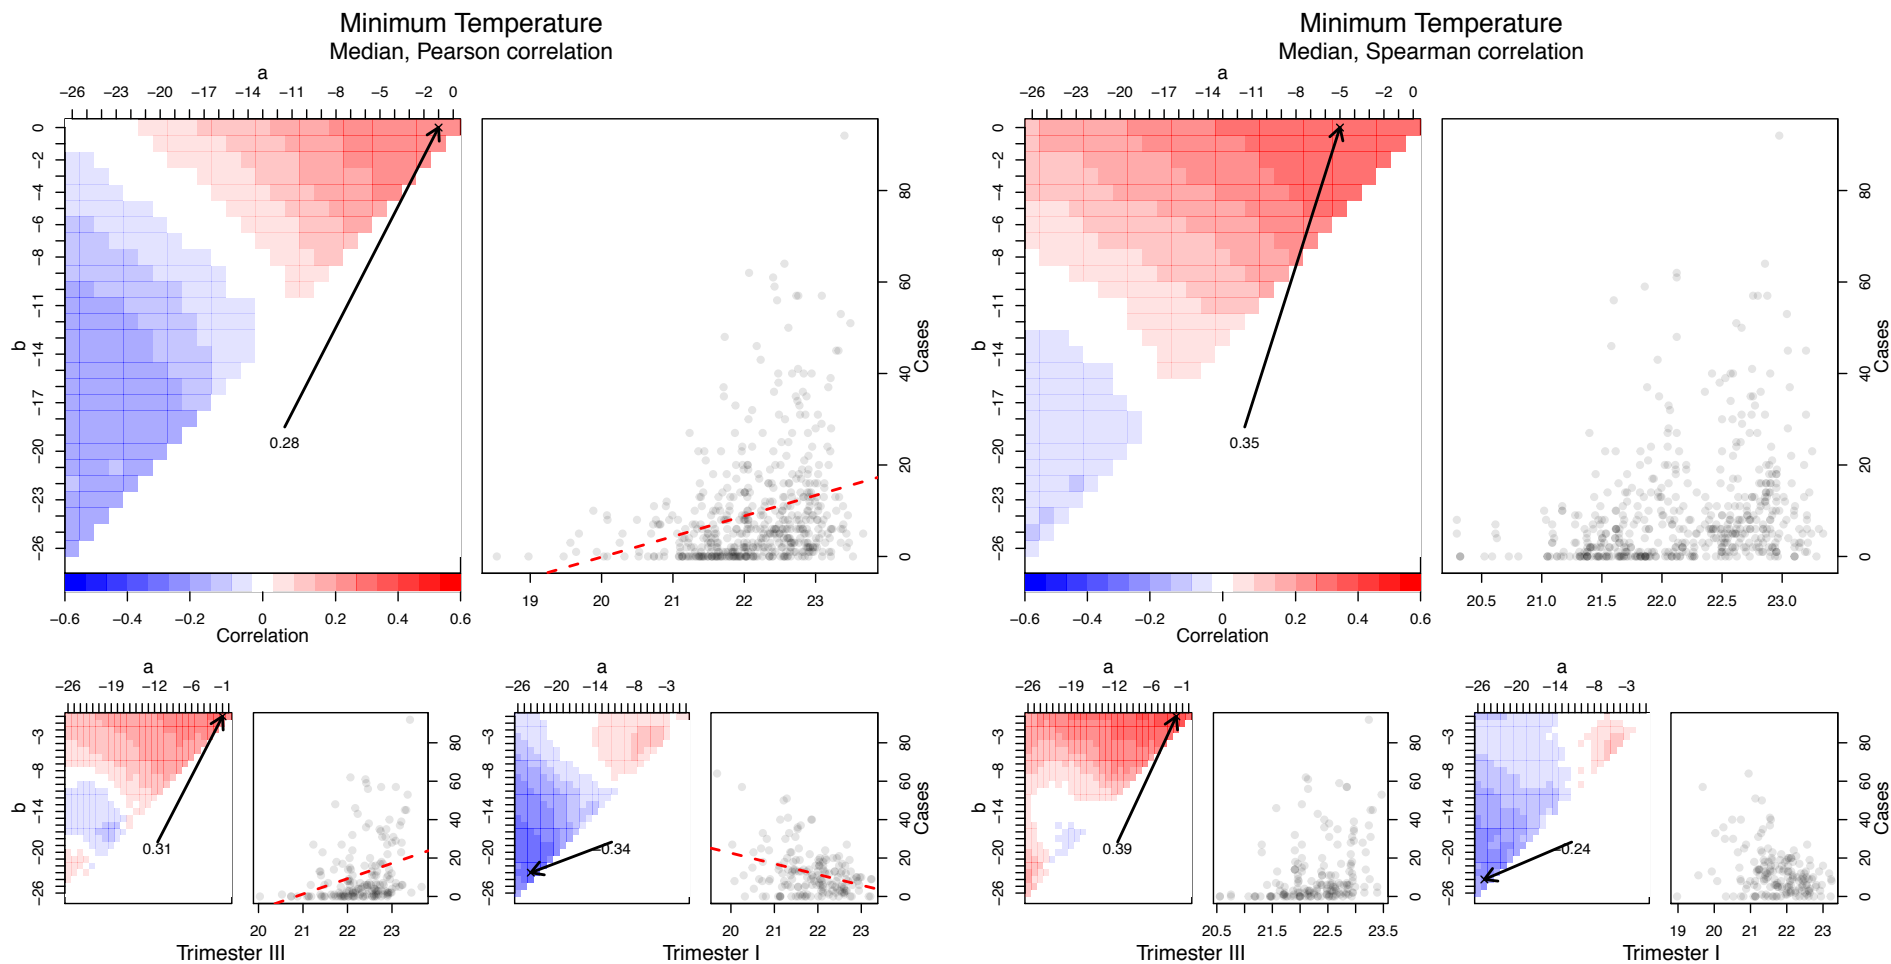 Minimum Temperature
Median, Pearson correlation
a
−26 −23 −20 −17 −14 −11 −8 −5 −2 0
b
0 −2 −4 −6 −8 −11 −14 −17 −20 −23 −26
0.28
−0.6 −0.4 −0.2 0 0.2 0.4 0.6
Correlation
19 20 21 22 23
0 20 40 60 80
Cases
a
−26 −19 −12 −6 −1
b
−3 −8 −14 −20 −26
0.31
20 21 22 23
0 20 40 60 80
Trimester III
a
−26 −20 −14 −8 −3
−3 −8 −14 −20 −26
−0.34
20 21 22 23
0 20 40 60 80
Cases
Trimester I
Minimum Temperature
Median, Spearman correlation
a
−26 −23 −20 −17 −14 −11 −8 −5 −2 0
b
0 −2 −4 −6 −8 −11 −14 −17 −20 −23 −26
0.35
−0.6 −0.4 −0.2 0 0.2 0.4 0.6
Correlation
20.5 21.0 21.5 22.0 22.5 23.0
0 20 40 60 80
Cases
a
−26 −19 −12 −6 −1
b
−3 −8 −14 −20 −26
0.39
20.5 21.5 22.5 23.5
0 20 40 60 80
Trimester III
a
−26 −20 −14 −8 −3
−3 −8 −14 −20 −26
−0.24
19 20 21 22 23
0 20 40 60 80
Cases
Trimester I